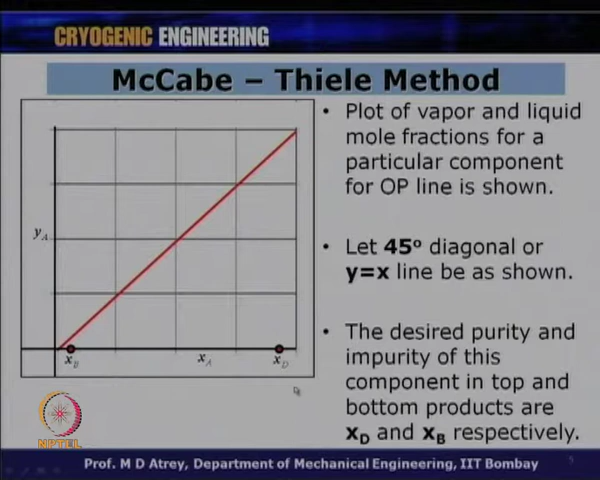 CRYOGENIC ENGINEERING
McCabe – Thiele Method
yA
xB
xA
xD
• Plot of vapor and liquid
mole fractions for a
particular component
for OP line is shown.
• Let 45º diagonal or
y=x line be as shown.
• The desired purity and
impurity of this
component in top and
bottom products are
xD and xB respectively.
NPTEL
Prof. M D Atrey, Department of Mechanical Engineering, IIT Bombay